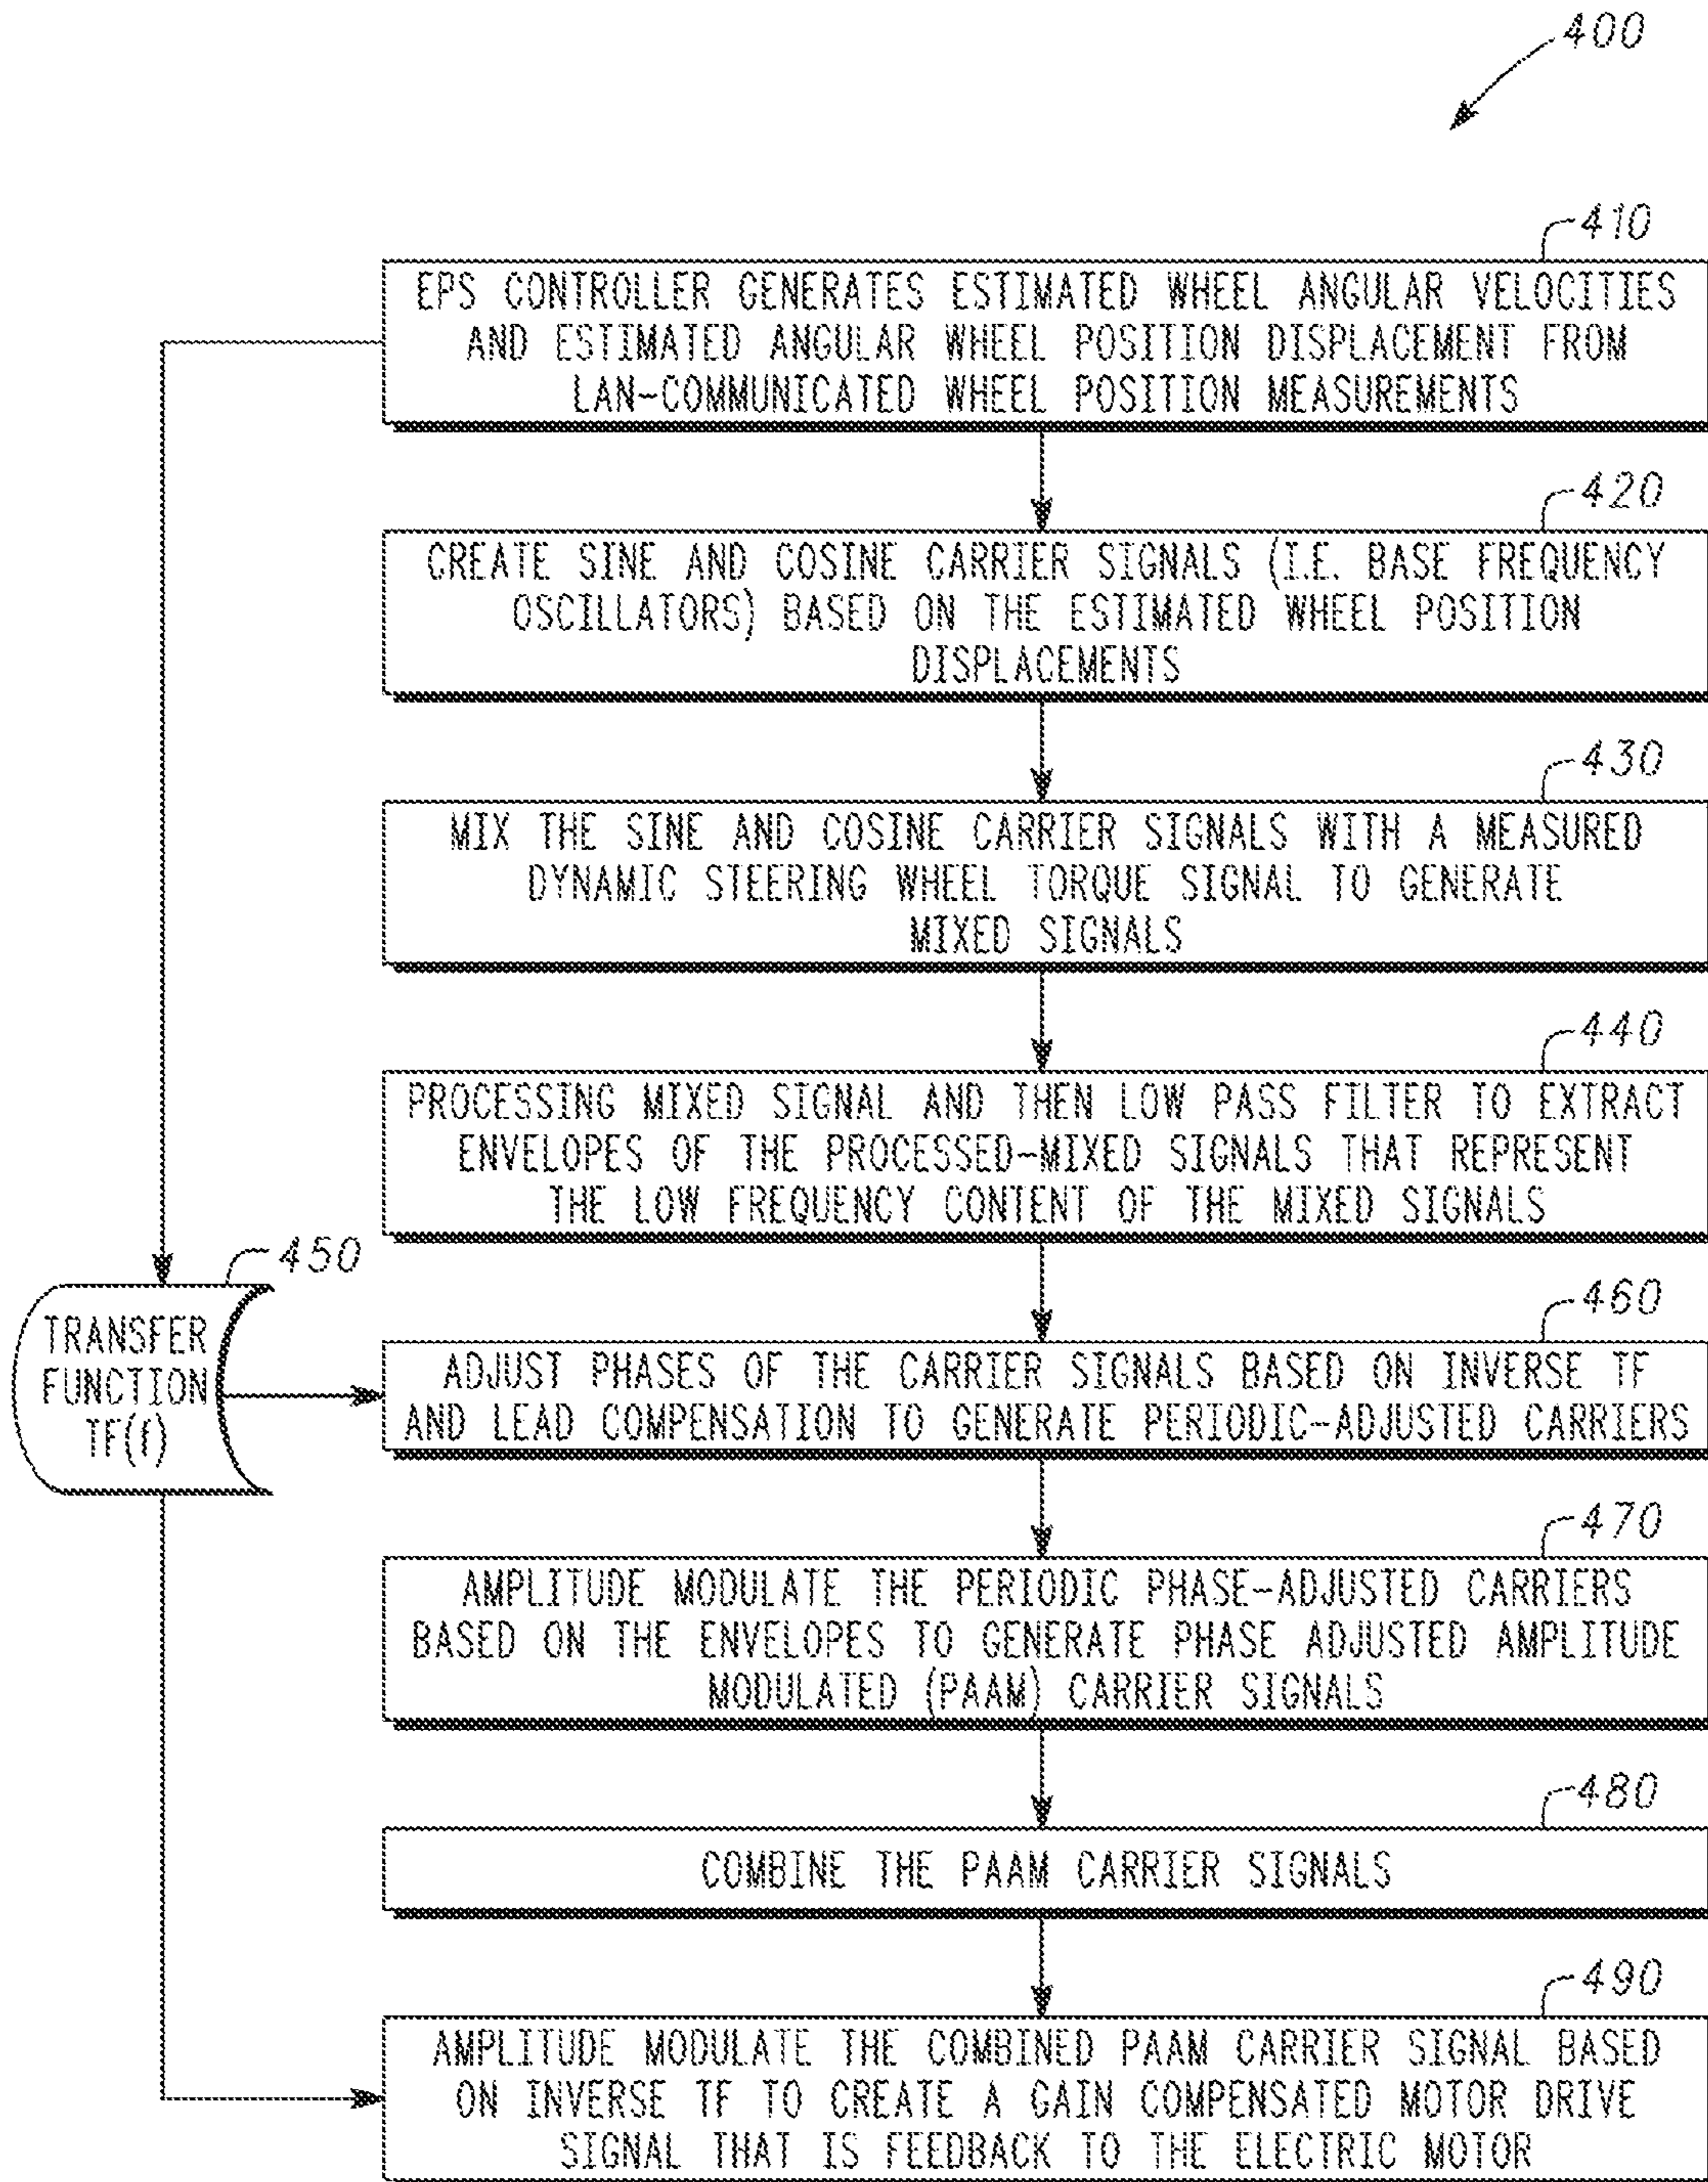 400
410
EPS CONTROLLER GENERATES ESTIMATED WHEEL ANGULAR VELOCITIES
AND ESTIMATED ANGULAR WHEEL POSITION DISPLACEMENT FROM
LAN-COMMUNICATED WHEEL POSITION MEASUREMENTS
420
CREATE SINE AND COSINE CARRIER SIGNALS (I.E. BASE FREQUENCY
OSCILLATORS) BASED ON THE ESTIMATED WHEEL POSITION
DISPLACEMENTS
430
MIX THE SINE AND COSINE CARRIER SIGNALS WITH A MEASURED
DYNAMIC STEERING WHEEL TORQUE SIGNAL TO GENERATE
MIXED SIGNALS
440
PROCESSING MIXED SIGNAL AND THEN LOW PASS FILTER TO EXTRACT
ENVELOPES OF THE PROCESSED-MIXED SIGNALS THAT REPRESENT
THE LOW FREQUENCY CONTENT OF THE MIXED SIGNALS
450
TRANSFER
FUNCTION
TF(f)
460
ADJUST PHASES OF THE CARRIER SIGNALS BASED ON INVERSE TF
AND LEAD COMPENSATION TO GENERATE PERIODIC-ADJUSTED CARRIERS
470
AMPLITUDE MODULATE THE PERIODIC PHASE-ADJUSTED CARRIERS
BASED ON THE ENVELOPES TO GENERATE PHASE ADJUSTED AMPLITUDE
MODULATED (PAAM) CARRIER SIGNALS
480
COMBINE THE PAAM CARRIER SIGNALS
490
AMPLITUDE MODULATE THE COMBINED PAAM CARRIER SIGNAL BASED
ON INVERSE TF TO CREATE A GAIN COMPENSATED MOTOR DRIVE
SIGNAL THAT IS FEEDBACK TO THE ELECTRIC MOTOR